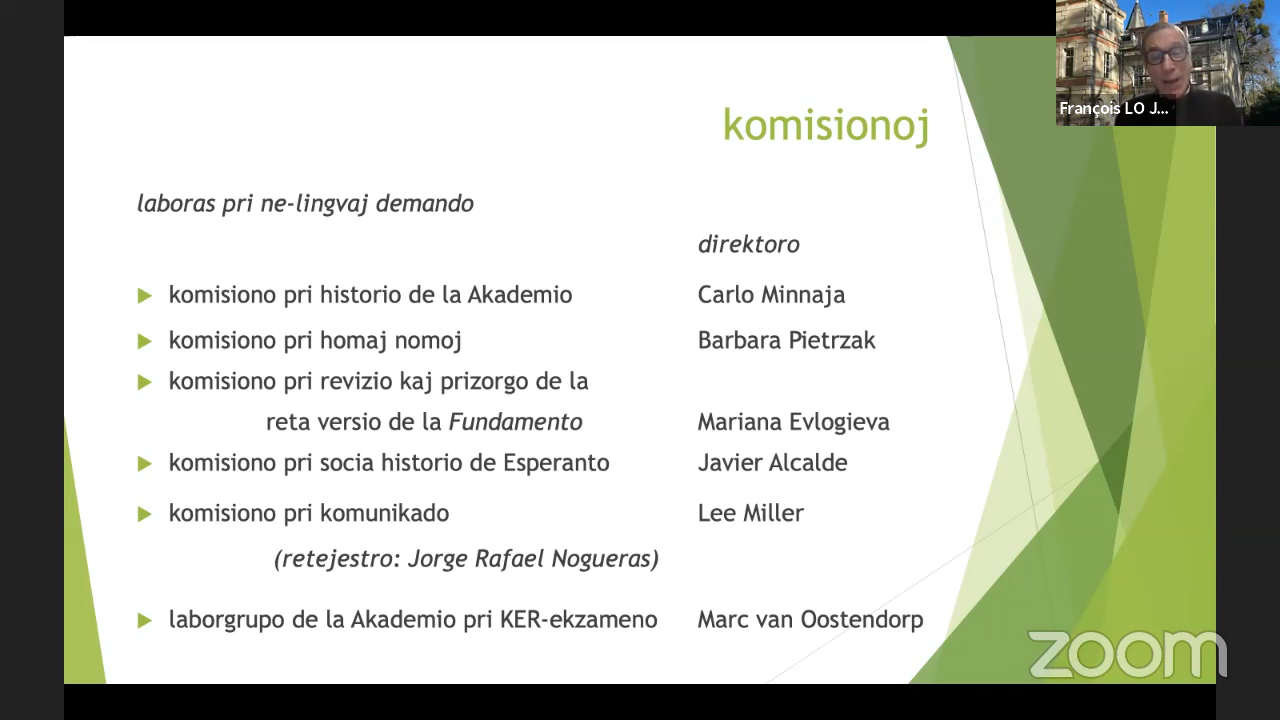 François LO J...
komisionoj
laboras pri ne-lingvaj demando
direktoro
komisiono pri historio de la Akademio Carlo Minnaja
komisiono pri homaj nomoj Barbara Pietrzak
komisiono pri revizio kaj prizorgo de la
reta versio de la Fundamento Mariana Evlogieva
komisiono pri socia historio de Esperanto Javier Alcalde
komisiono pri komunikado Lee Miller
(retejestro: Jorge Rafael Nogueras)
laborgrupo de la Akademio pri KER-ekzameno Marc van Oostendorp
zoom